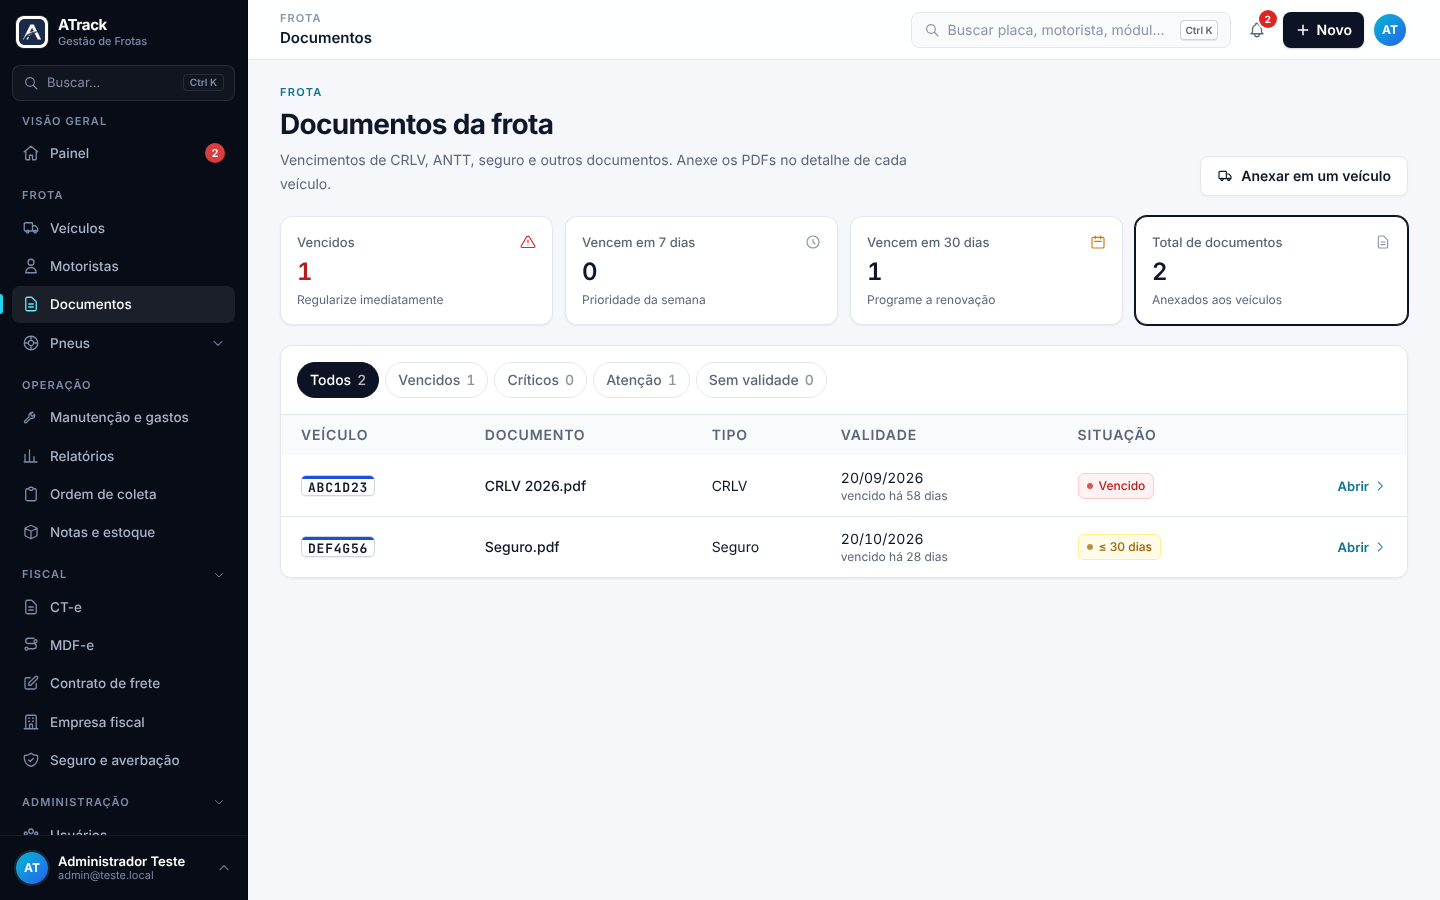 ATrack
Gestão de Frotas
Buscar...
Ctrl K
VISÃO GERAL
Painel
2
FROTA
Veículos
Motoristas
Documentos
Pneus
OPERAÇÃO
Manutenção e gastos
Relatórios
Ordem de coleta
Notas e estoque
FISCAL
CT-e
MDF-e
Contrato de frete
Empresa fiscal
Seguro e averbação
ADMINISTRAÇÃO
Usuários
AT
Administrador Teste
admin@teste.local
FROTA
Documentos
Buscar placa, motorista, módul...
Ctrl K
2
Novo
AT
FROTA
Documentos da frota
Vencimentos de CRLV, ANTT, seguro e outros documentos. Anexe os PDFs no detalhe de cada
veículo.
Anexar em um veículo
Vencidos
1
Regularize imediatamente
Vencem em 7 dias
0
Prioridade da semana
Vencem em 30 dias
1
Programe a renovação
Total de documentos
2
Anexados aos veículos
Todos 2
Vencidos 1
Críticos 0
Atenção 1
Sem validade 0
VEÍCULO DOCUMENTO TIPO VALIDADE SITUAÇÃO
ABC1D23 CRLV 2026.pdf CRLV 20/09/2026 Vencido Abrir
vencido há 58 dias
DEF4G56 Seguro.pdf Seguro 20/10/2026 ≤ 30 dias Abrir
vencido há 28 dias